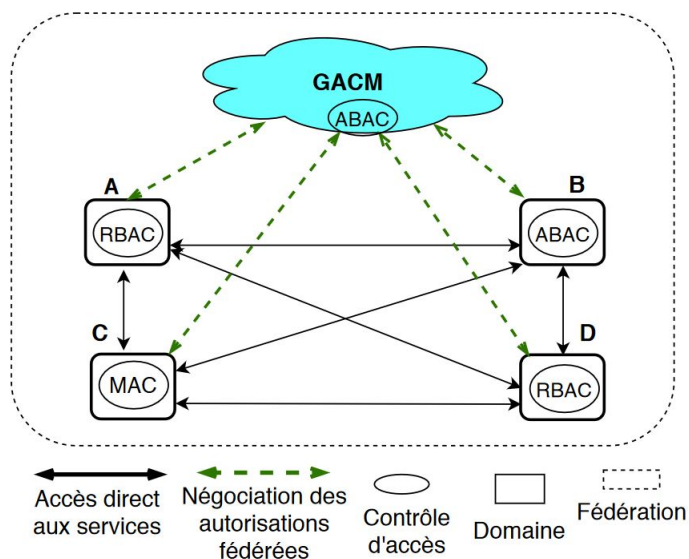 GACM
ABAC
A
B
RBAC
ABAC
C
D
MAC
RBAC
Accès direct
aux services
Négociation des
autorisations
fédérées
Contrôle
d'accès
Domaine
Fédération